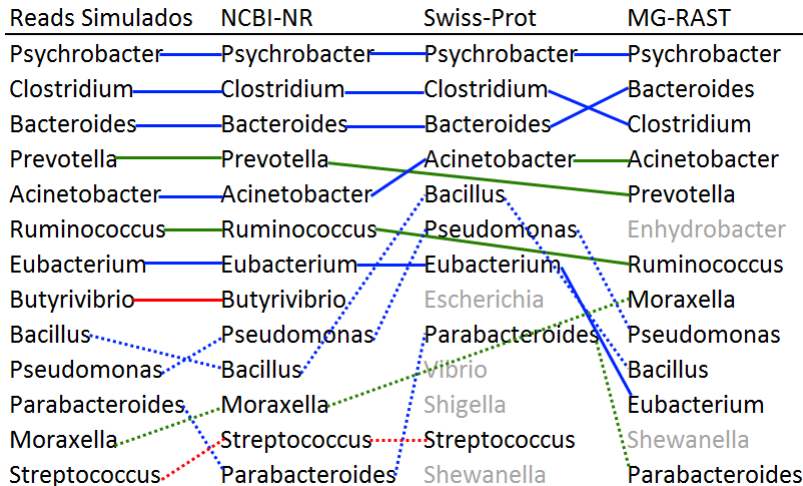 Reads Simulados NCBI-NR Swiss-Prot MG-RAST
Psychrobacter Psychrobacter Psychrobacter Psychrobacter
Clostridium Clostridium Clostridium Bacteroides
Bacteroides Bacteroides Bacteroides Clostridium
Prevotella Prevotella Acinetobacter Acinetobacter
Acinetobacter Acinetobacter Bacillus Prevotella
Ruminococcus Ruminococcus Pseudomonas Enhydrobacter
Eubacterium Eubacterium Eubacterium Ruminococcus
Butyrivibrio Butyrivibrio Escherichia Moraxella
Bacillus Pseudomonas Parabacteroides Pseudomonas
Pseudomonas Bacillus Vibrio Bacillus
Parabacteroides Moraxella Shigella Eubacterium
Moraxella Streptococcus Streptococcus Shewanella
Streptococcus Parabacteroides Shewanella Parabacteroides